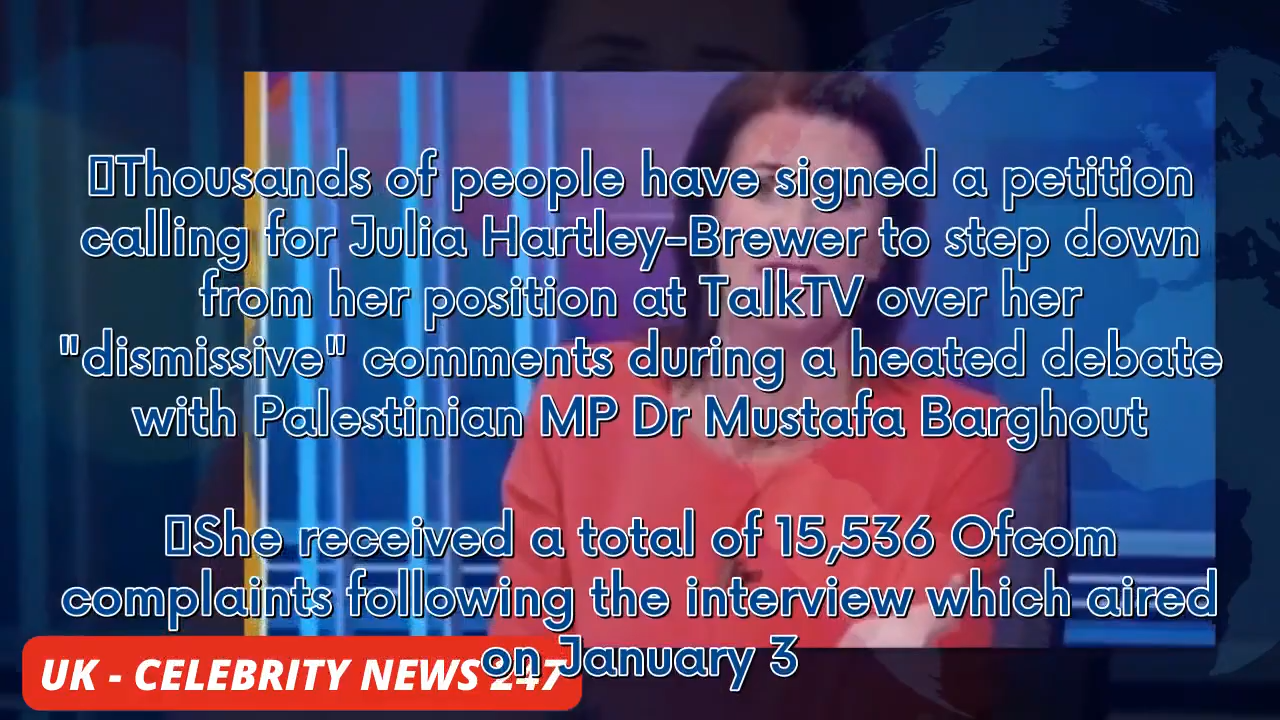 Thousands of people have signed a petition
calling for Julia Hartley-Brewer to step down
from her position at TalkTV over her
"dismissive" comments during a heated debate
with Palestinian MP Dr Mustafa Barghout
She received a total of 15,536 Ofcom
complaints following the interview which aired
on January 3
UK - CELEBRITY NEWS 247